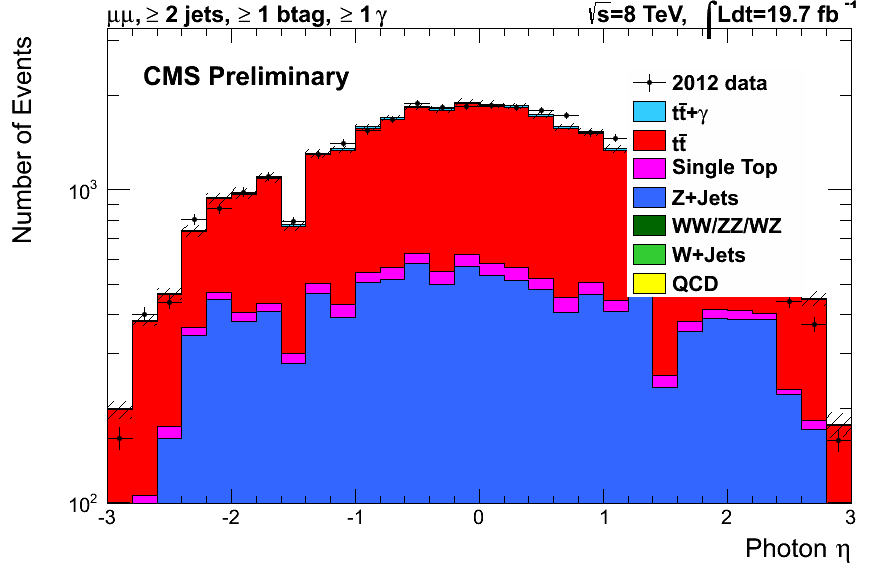 μμ, ≥ 2 jets, ≥ 1 btag, ≥ 1 γ
√s=8 TeV, ∫Ldt=19.7 fb⁻¹
CMS Preliminary
2012 data
tt̄+γ
tt̄
Single Top
Z+Jets
WW/ZZ/WZ
W+Jets
QCD
Number of Events
10³
10²
-3 -2 -1 0 1 2 3
Photon η